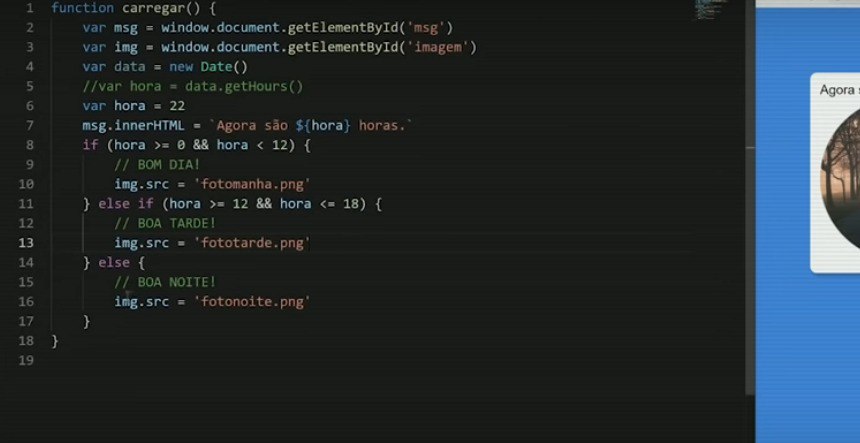 1 function carregar() {
2 var msg = window.document.getElementById('msg')
3 var img = window.document.getElementById('imagem')
4 var data = new Date()
5 //var hora = data.getHours()
6 var hora = 22
7 msg.innerHTML = `Agora são ${hora} horas.`
8 if (hora >= 0 && hora < 12) {
9 // BOM DIA!
10 img.src = 'fotomanha.png'
11 } else if (hora >= 12 && hora <= 18) {
12 // BOA TARDE!
13 img.src = 'fototarde.png'
14 } else {
15 // BOA NOITE!
16 img.src = 'fotonoite.png'
17 }
18 }
19
Agora